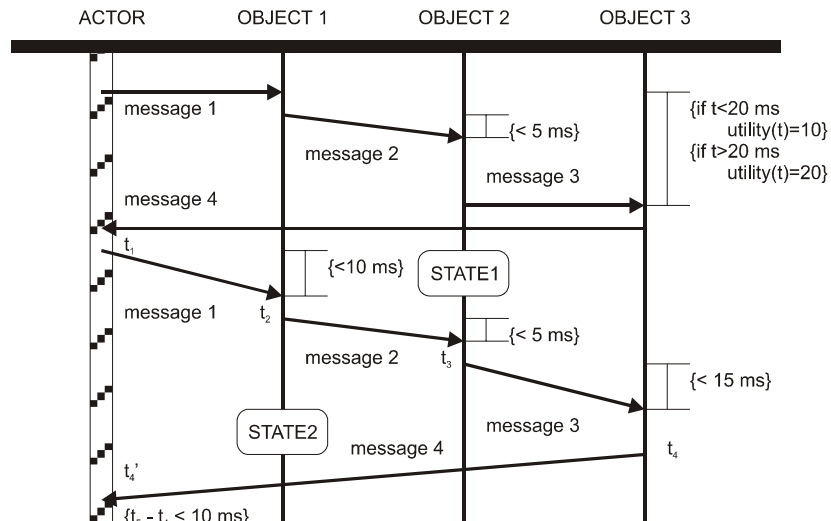 ACTOR
OBJECT 1
OBJECT 2
OBJECT 3
message 1
{if t<20 ms
utility(t)=10}
{if t>20 ms
utility(t)=20}
{< 5 ms}
message 2
message 3
message 4
t₁
{<10 ms}
STATE1
message 1
t₂
{< 5 ms}
message 2
t₃
{< 15 ms}
STATE2
message 3
message 4
t₄
t₄'